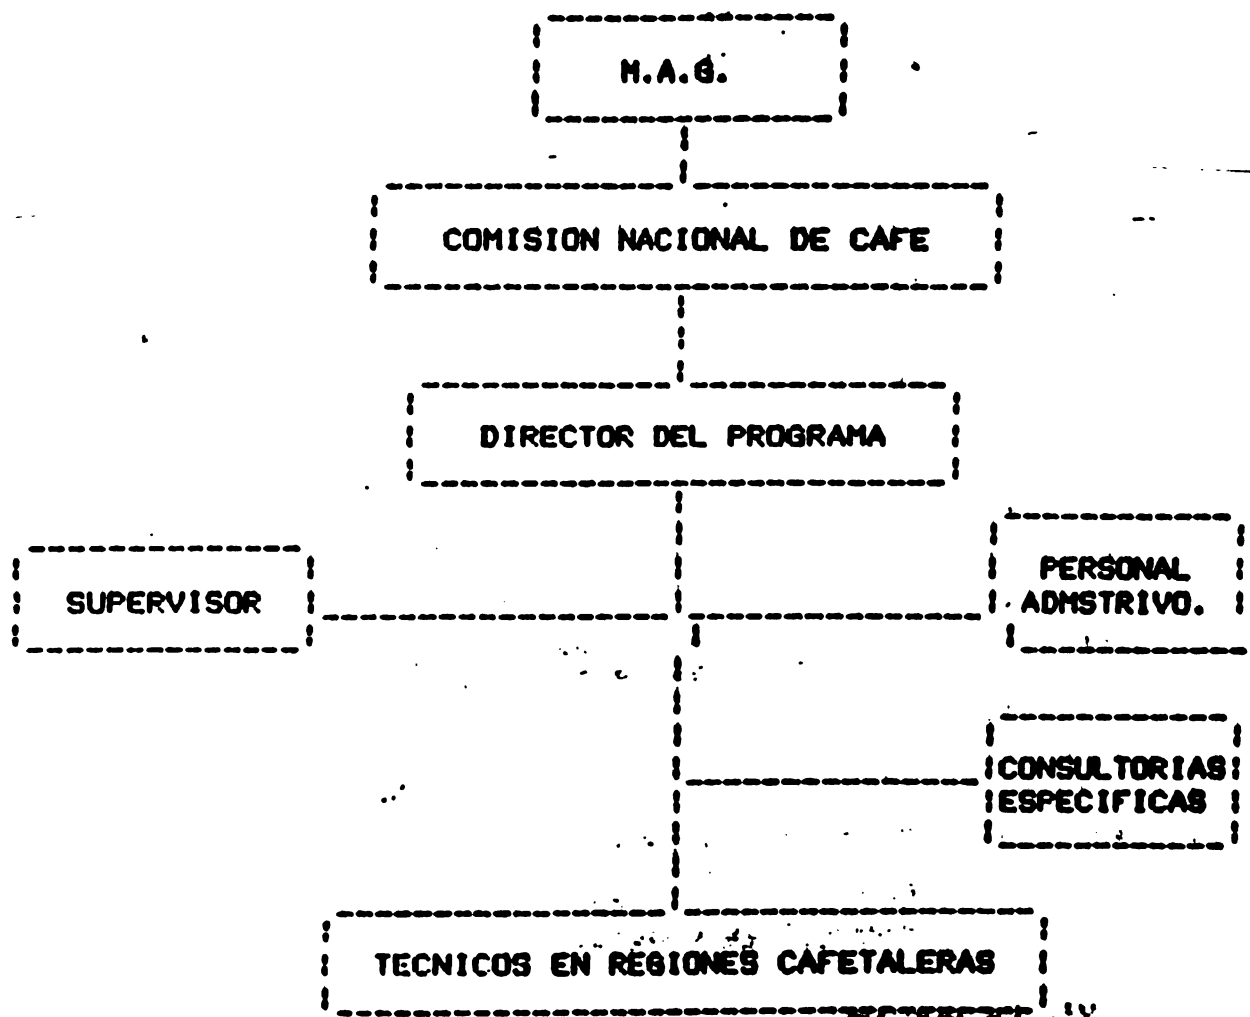 M.A.G.
COMISION NACIONAL DE CAFE
DIRECTOR DEL PROGRAMA
SUPERVISOR
PERSONAL
ADMSTRIVO.
CONSULTORIAS
ESPECIFICAS
TECNICOS EN REGIONES CAFETALERAS